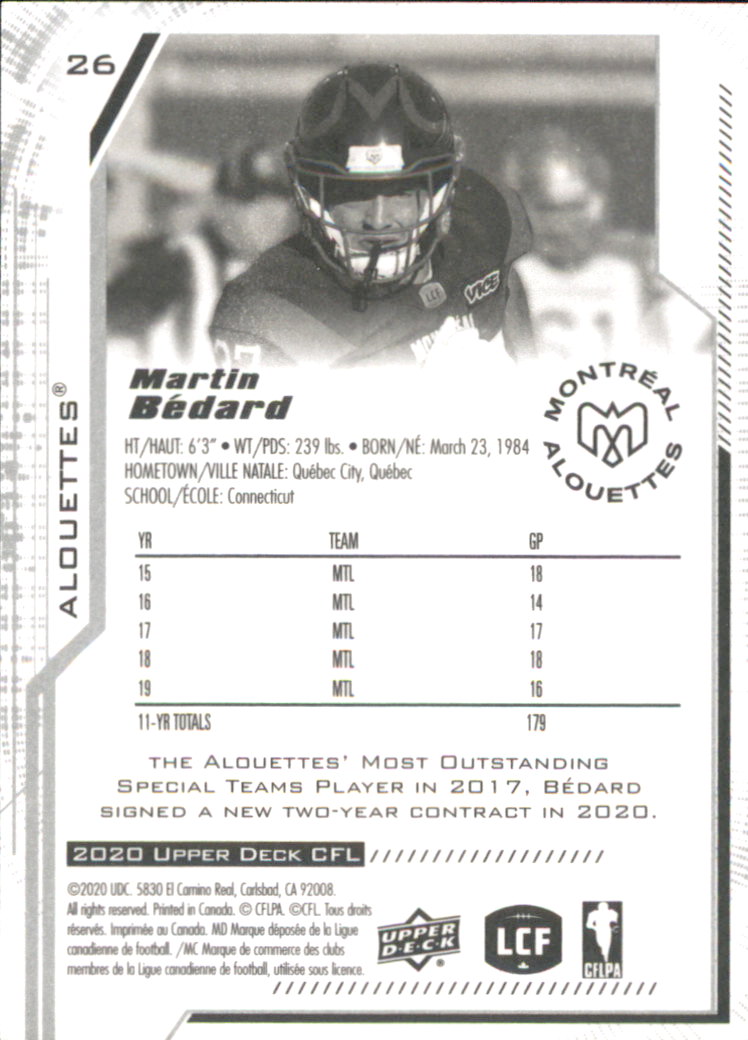 26
LCF
VICE
MONTRÉAL
ALOUETTES®
Martin
Bédard
MONTRÉAL
ALOUETTES
HT/HAUT: 6'3" • WT/PDS: 239 lbs. • BORN/NÉ: March 23, 1984
HOMETOWN/VILLE NATALE: Québec City, Québec
SCHOOL/ÉCOLE: Connecticut
YR TEAM GP
15 MTL 18
16 MTL 14
17 MTL 17
18 MTL 18
19 MTL 16
11-YR TOTALS 179
THE ALOUETTES' MOST OUTSTANDING
SPECIAL TEAMS PLAYER IN 2017, BÉDARD
SIGNED A NEW TWO-YEAR CONTRACT IN 2020.
2020 UPPER DECK CFL
©2020 UDC. 5830 El Camino Real, Carlsbad, CA 92008.
All rights reserved. Printed in Canada. © CFLPA. ©CFL. Tous droits
réservés. Imprimée au Canada. MD Marque déposée de la Ligue
canadienne de football. /MC Marque de commerce des clubs
membres de la Ligue canadienne de football, utilisée sous licence.
UPPER
D·E·C·K
®
LCF
CFLPA